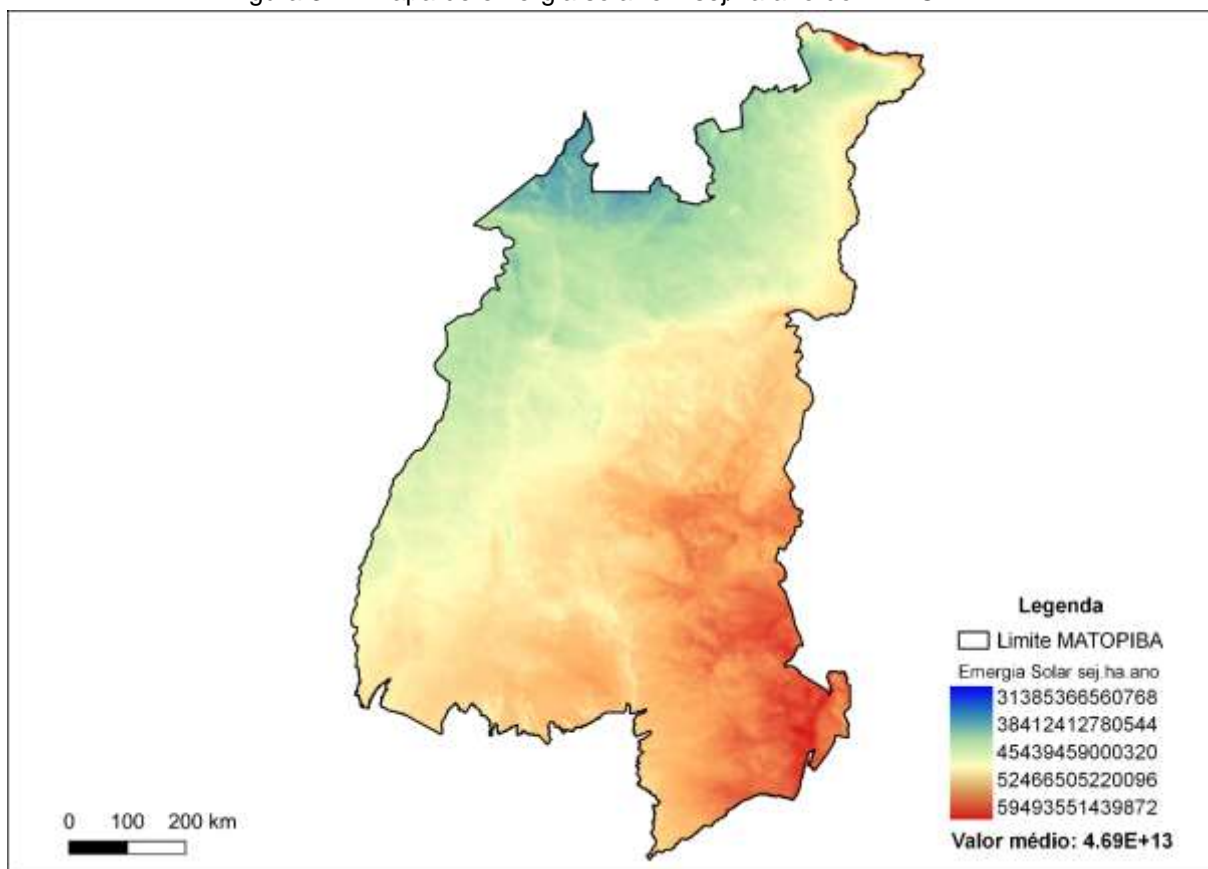 Legenda
Limite MATOPIBA
Emergia Solar sej.ha.ano
31385366560768
38412412780544
45439459000320
52466505220096
59493551439872
Valor médio: 4.69E+13
0 100 200 km